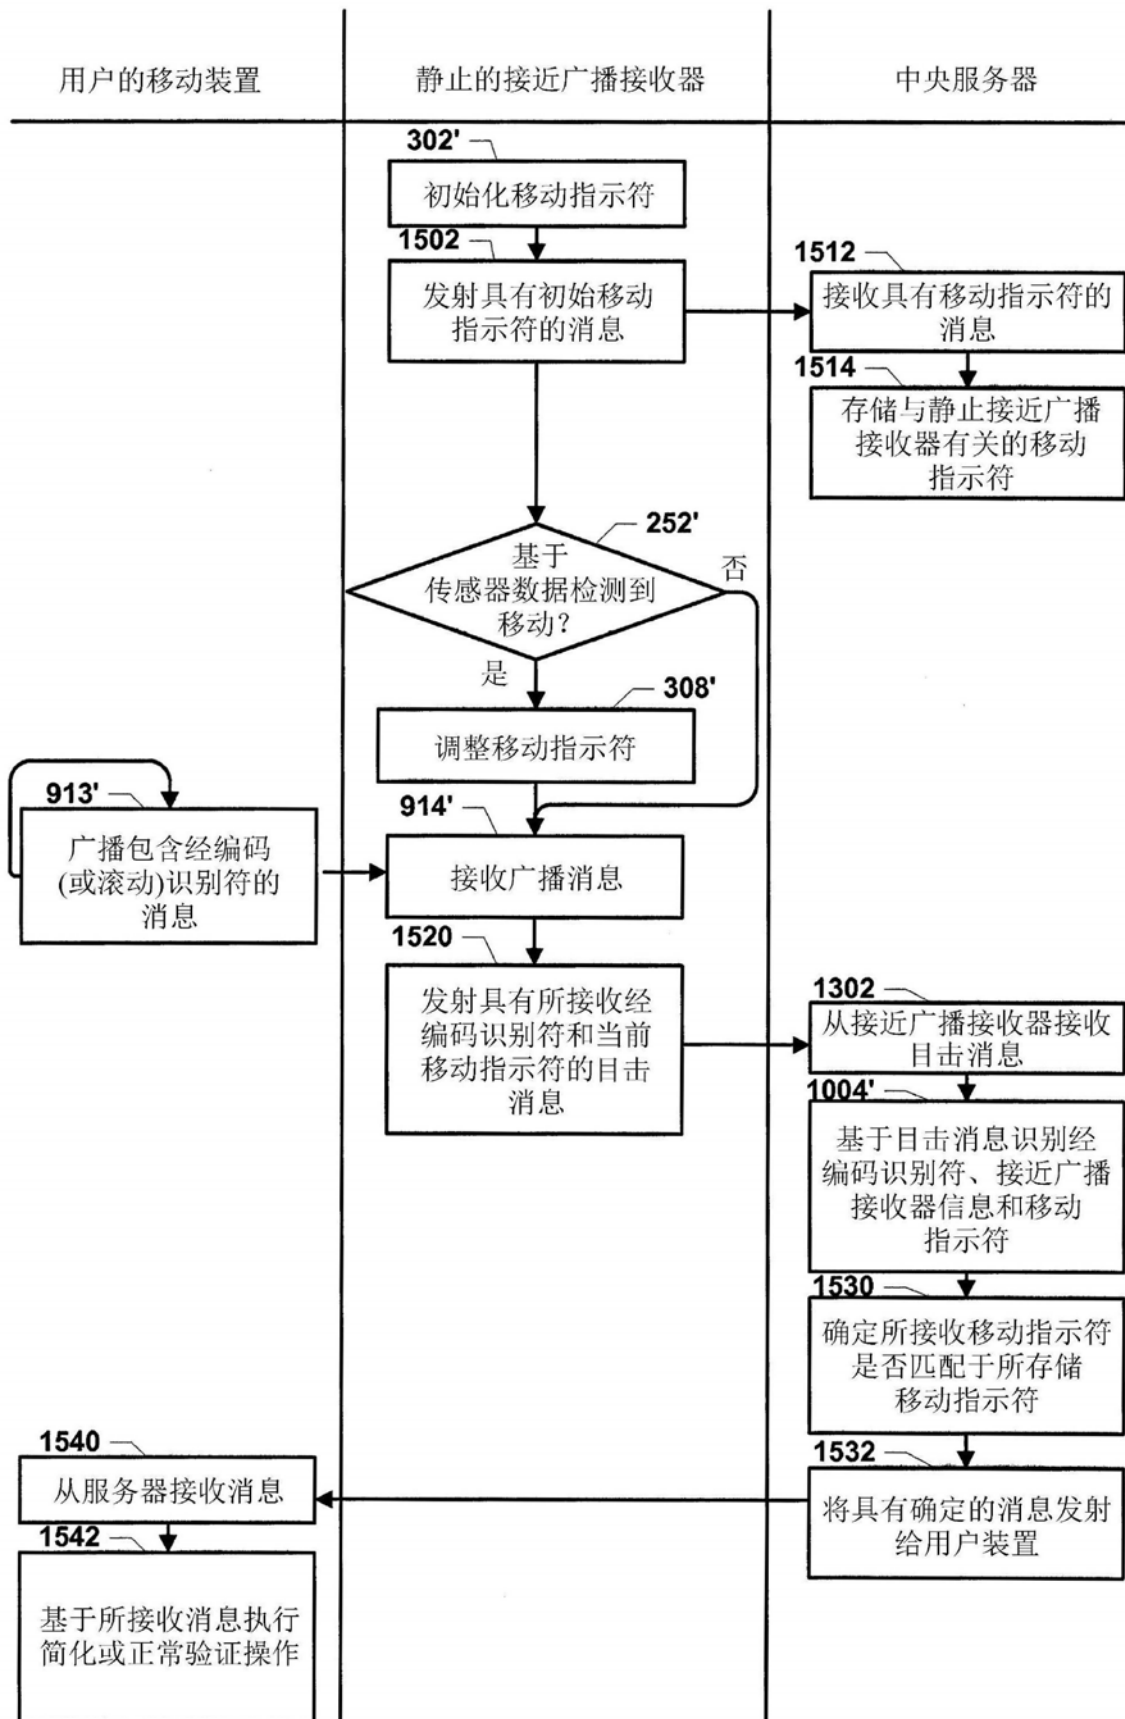 用户的移动装置
静止的接近广播接收器
中央服务器
302'
初始化移动指示符
1502
发射具有初始移动
指示符的消息
1512
接收具有移动指示符的
消息
1514
存储与静止接近广播
接收器有关的移动
指示符
252'
基于
传感器数据检测到
移动?
否
是
308'
调整移动指示符
913'
广播包含经编码
(或滚动)识别符的
消息
914'
接收广播消息
1520
发射具有所接收经
编码识别符和当前
移动指示符的目击
消息
1302
从接近广播接收器接收
目击消息
1004'
基于目击消息识别经
编码识别符、接近广播
接收器信息和移动
指示符
1530
确定所接收移动指示符
是否匹配于所存储
移动指示符
1532
将具有确定的消息发射
给用户装置
1540
从服务器接收消息
1542
基于所接收消息执行
简化或正常验证操作